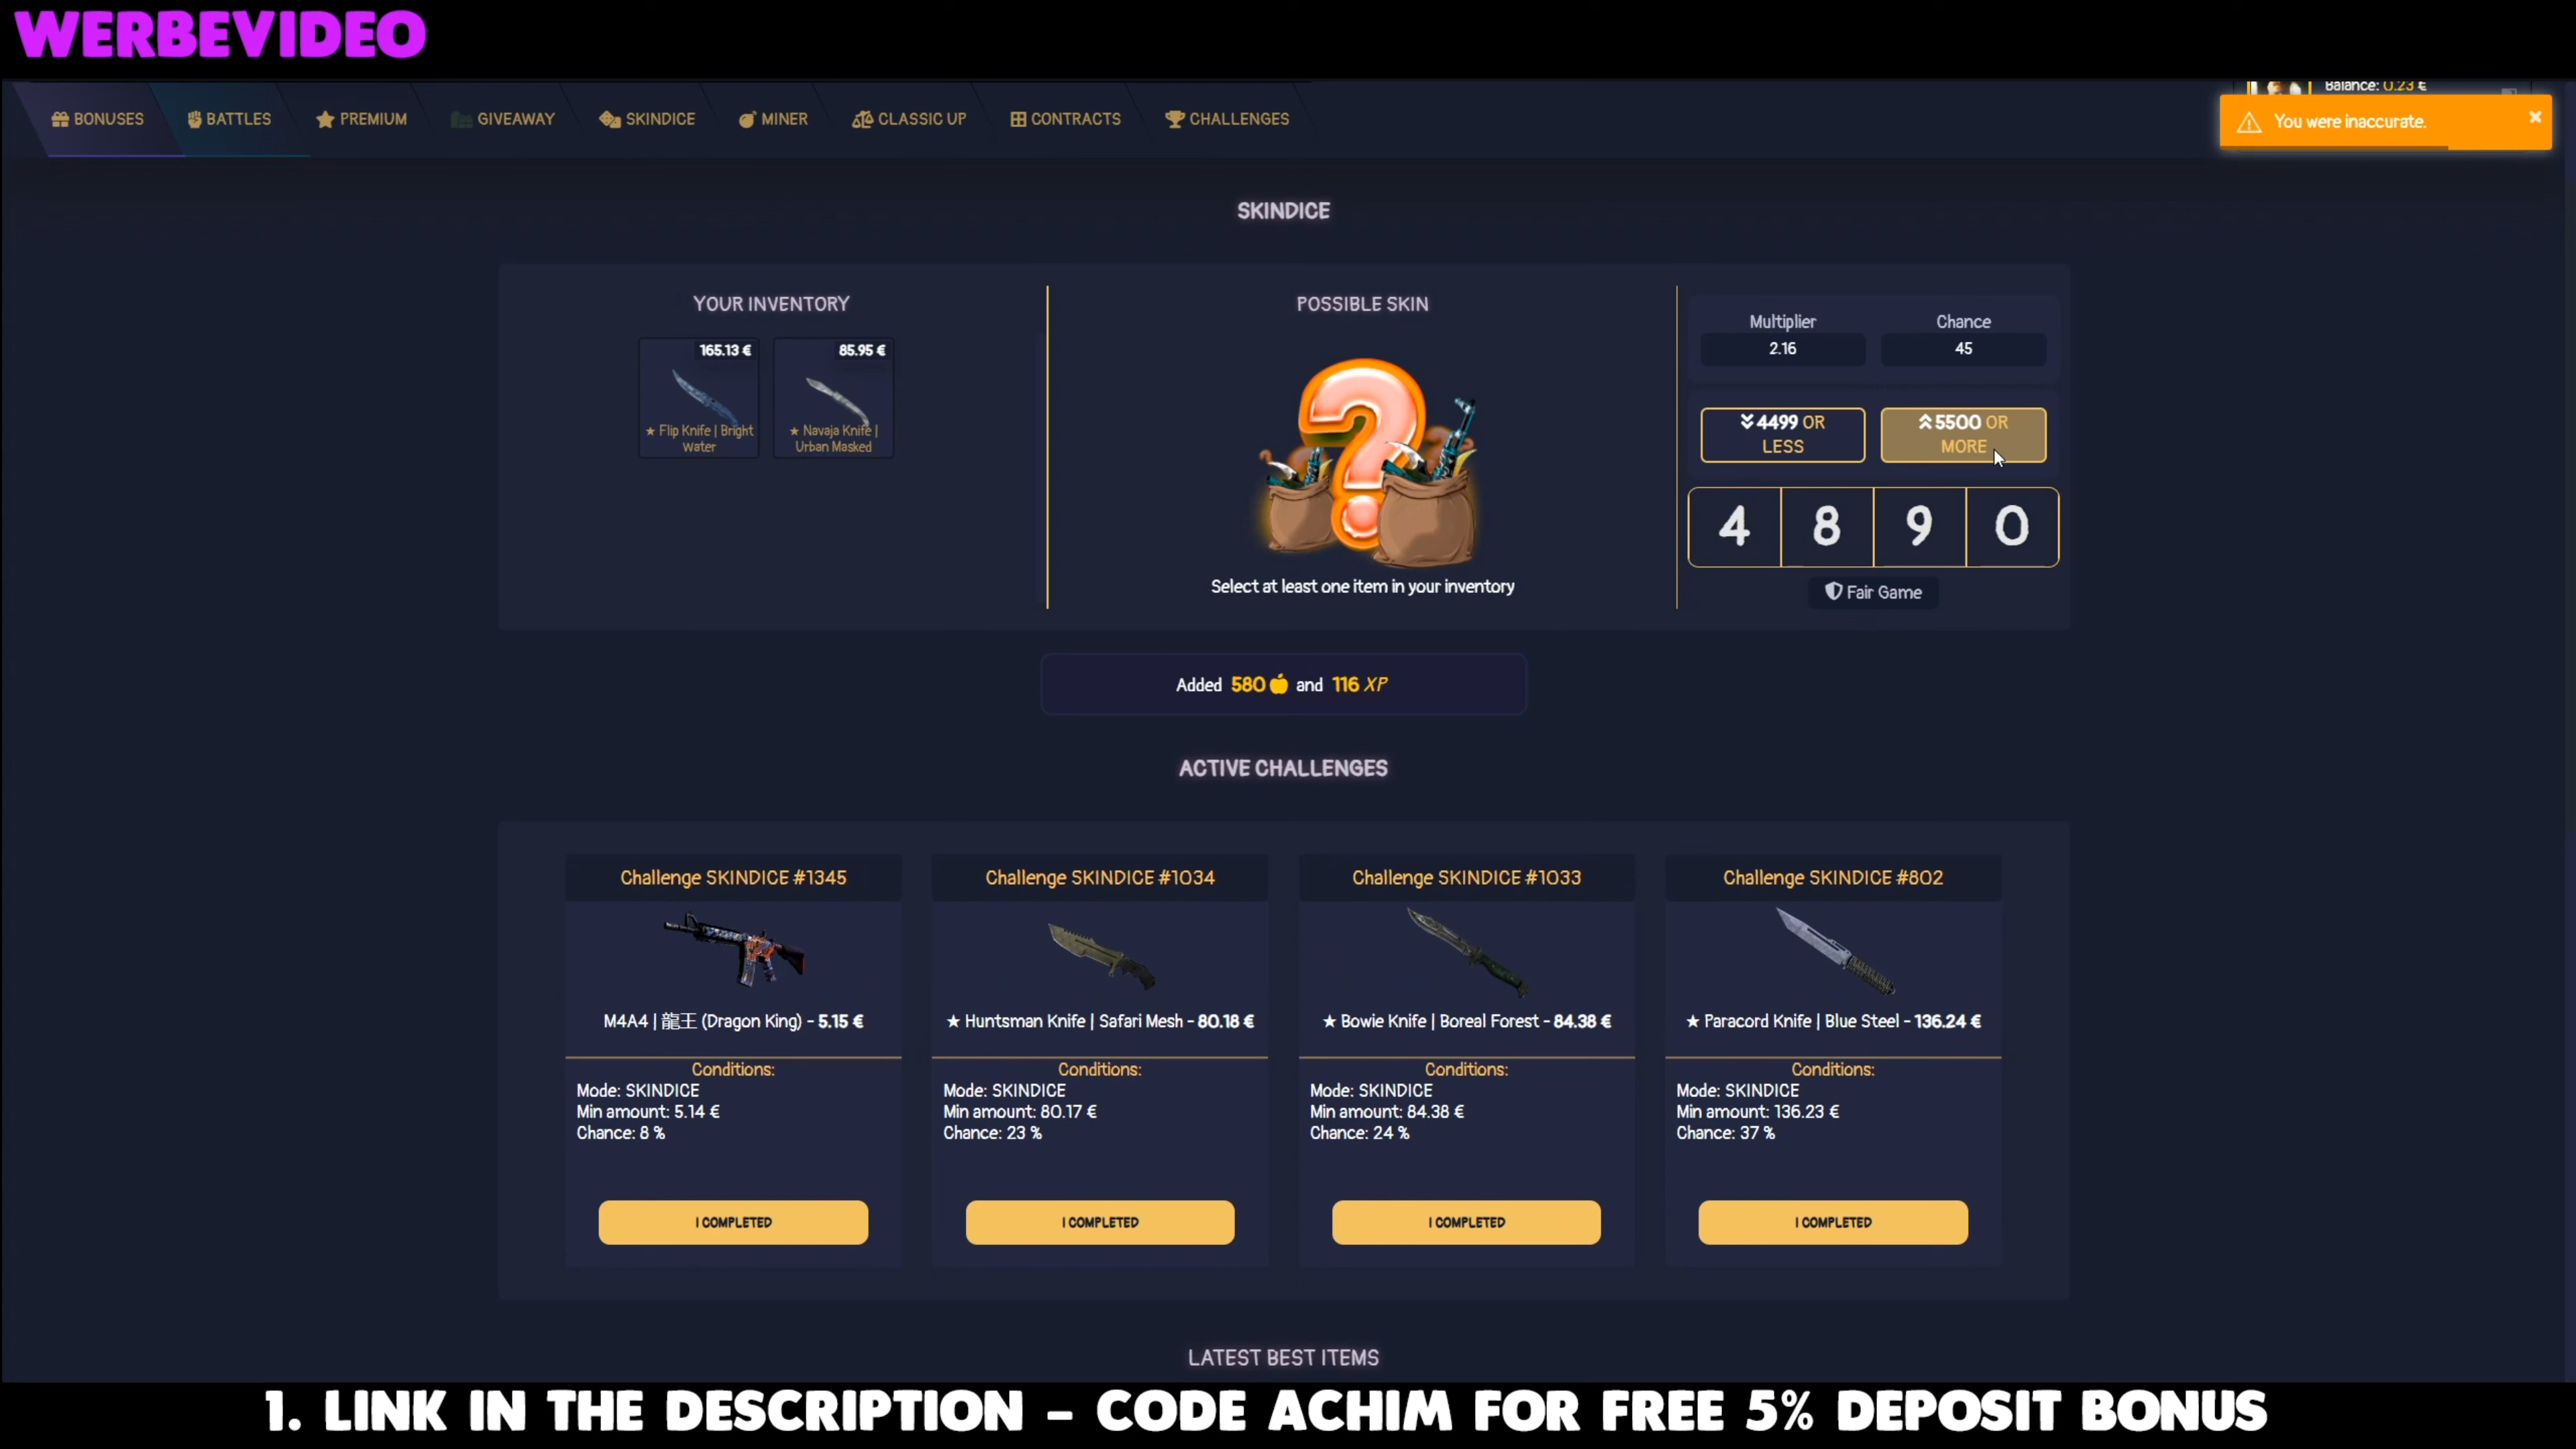 WERBEVIDEO
Balance: 0.23 €
BONUSES
BATTLES
PREMIUM
GIVEAWAY
SKINDICE
MINER
CLASSIC UP
CONTRACTS
CHALLENGES
You were inaccurate.
SKINDICE
YOUR INVENTORY
165.13 €
★ Flip Knife | Bright
Water
85.95 €
★ Navaja Knife |
Urban Masked
POSSIBLE SKIN
Select at least one item in your inventory
Multiplier
2.16
Chance
45
4499 OR
LESS
5500 OR
MORE
4 8 9 0
Fair Game
Added 580 and 116 XP
ACTIVE CHALLENGES
Challenge SKINDICE #1345
M4A4 | 龍王 (Dragon King) - 5.15 €
Conditions:
Mode: SKINDICE
Min amount: 5.14 €
Chance: 8 %
I COMPLETED
Challenge SKINDICE #1034
★ Huntsman Knife | Safari Mesh - 80.18 €
Conditions:
Mode: SKINDICE
Min amount: 80.17 €
Chance: 23 %
I COMPLETED
Challenge SKINDICE #1033
★ Bowie Knife | Boreal Forest - 84.38 €
Conditions:
Mode: SKINDICE
Min amount: 84.38 €
Chance: 24 %
I COMPLETED
Challenge SKINDICE #802
★ Paracord Knife | Blue Steel - 136.24 €
Conditions:
Mode: SKINDICE
Min amount: 136.23 €
Chance: 37 %
I COMPLETED
LATEST BEST ITEMS
1. LINK IN THE DESCRIPTION - CODE ACHIM FOR FREE 5% DEPOSIT BONUS